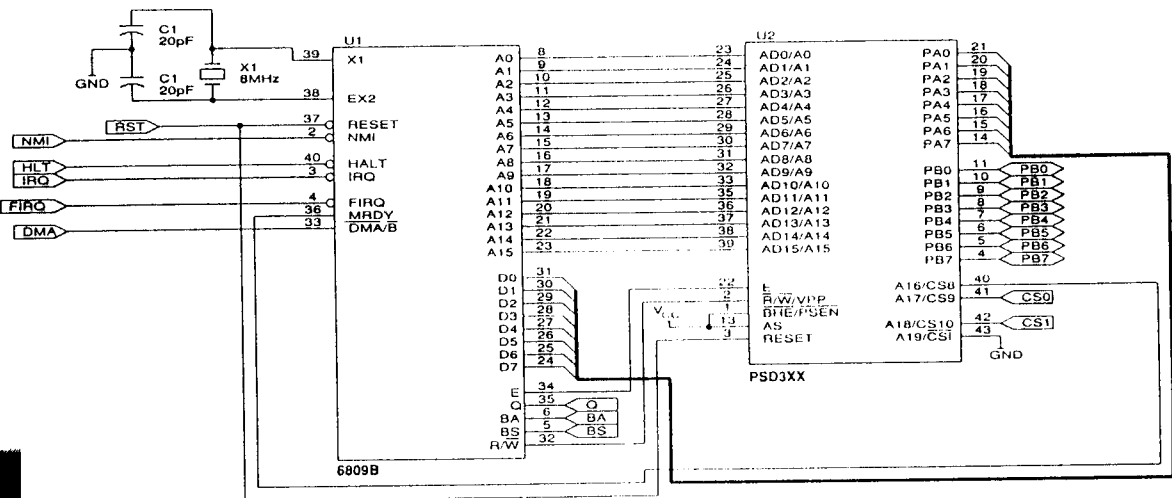 C1
20pF
GND
C1
20pF
X1
8MHz
RST
NMI
HLT
IRQ
FIRQ
DMA
39
38
37
2
40
3
4
36
33
U1
X1
EX2
RESET
NMI
HALT
IRQ
FIRQ
MRDY
DMA/B
A0
A1
A2
A3
A4
A5
A6
A7
A8
A9
A10
A11
A12
A13
A14
A15
D0
D1
D2
D3
D4
D5
D6
D7
E
Q
BA
BS
R/W
6809B
8
9
10
11
12
13
14
15
16
17
18
19
20
21
22
23
31
30
29
28
27
26
25
24
34
35
6
5
32
Q
BA
BS
23
24
25
26
27
28
29
30
31
32
33
35
36
37
38
39
22
2
1
13
3
VCC
U2
AD0/A0
AD1/A1
AD2/A2
AD3/A3
AD4/A4
AD5/A5
AD6/A6
AD7/A7
AD8/A8
AD9/A9
AD10/A10
AD11/A11
AD12/A12
AD13/A13
AD14/A14
AD15/A15
E
R/W/VPP
BHE/PSEN
AS
RESET
PA0
PA1
PA2
PA3
PA4
PA5
PA6
PA7
PB0
PB1
PB2
PB3
PB4
PB5
PB6
PB7
A16/CS8
A17/CS9
A18/CS10
A19/CSI
PSD3XX
21
20
19
18
17
16
15
14
11
10
9
8
7
6
5
4
40
41
42
43
PB0
PB1
PB2
PB3
PB4
PB5
PB6
PB7
CS0
CS1
GND